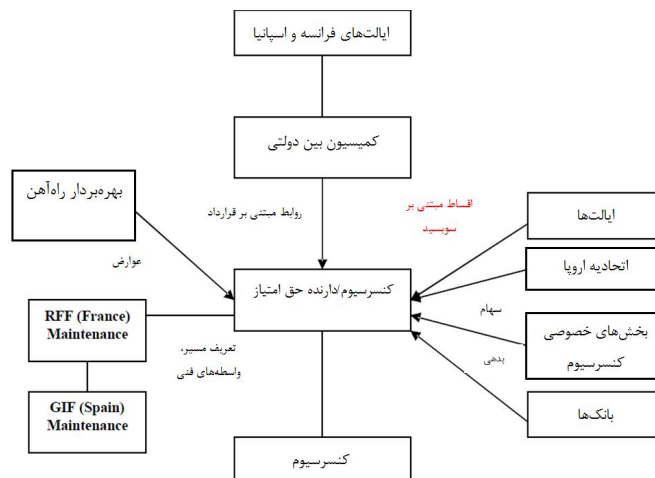 ایالت‌های فرانسه و اسپانیا
کمیسیون بین دولتی
بهره‌بردار راه‌آهن
روابط مبتنی بر قرارداد
اقساط مبتنی بر
سوبسید
ایالت‌ها
عوارض
اتحادیه اروپا
کنسرسیوم/دارنده حق امتیاز
سهام
RFF (France)
Maintenance
بخش‌های خصوصی
کنسرسیوم
تعریف مسیر،
واسطه‌های فنی
بدهی
GIF (Spain)
Maintenance
بانک‌ها
کنسرسیوم